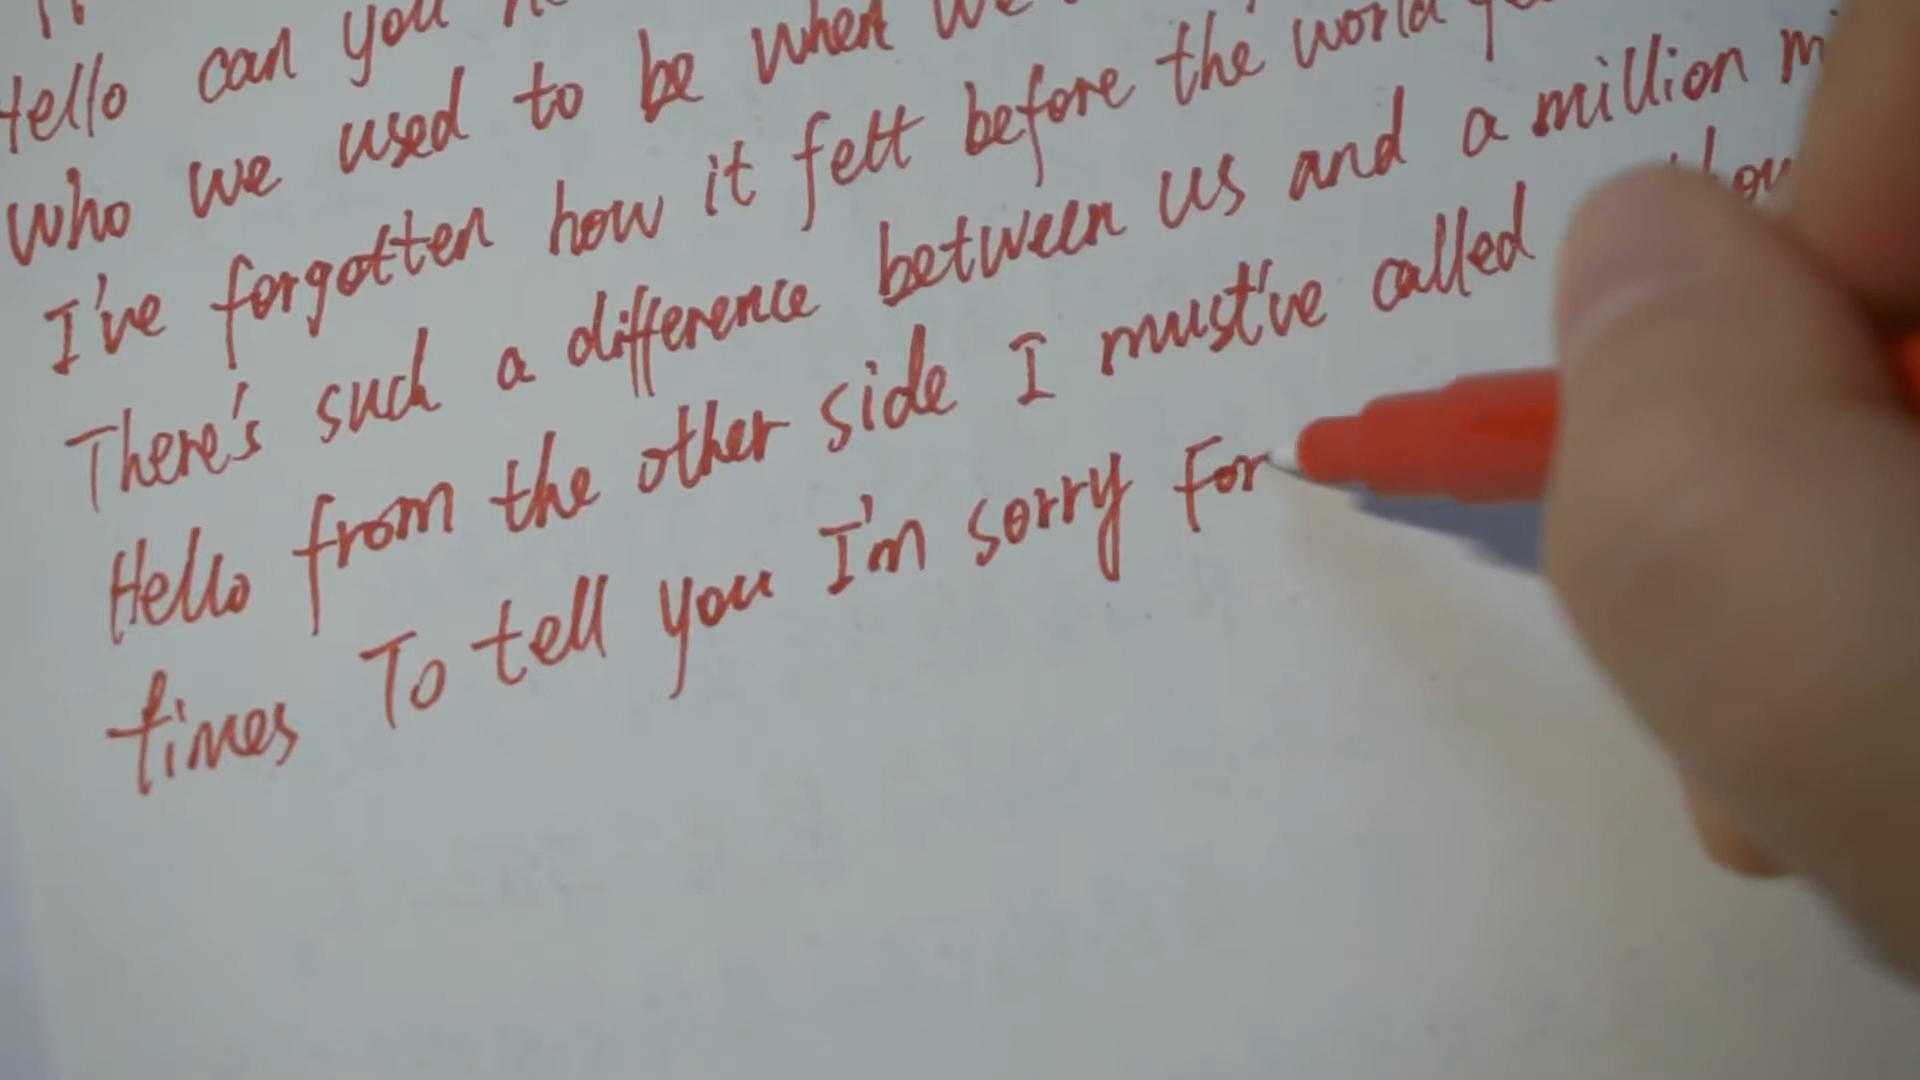 Hello can you
who we used to be when we
I've forgotten how it felt before the world
There's such a difference between us and a million
Hello from the other side I must've called
times To tell you I'm sorry For